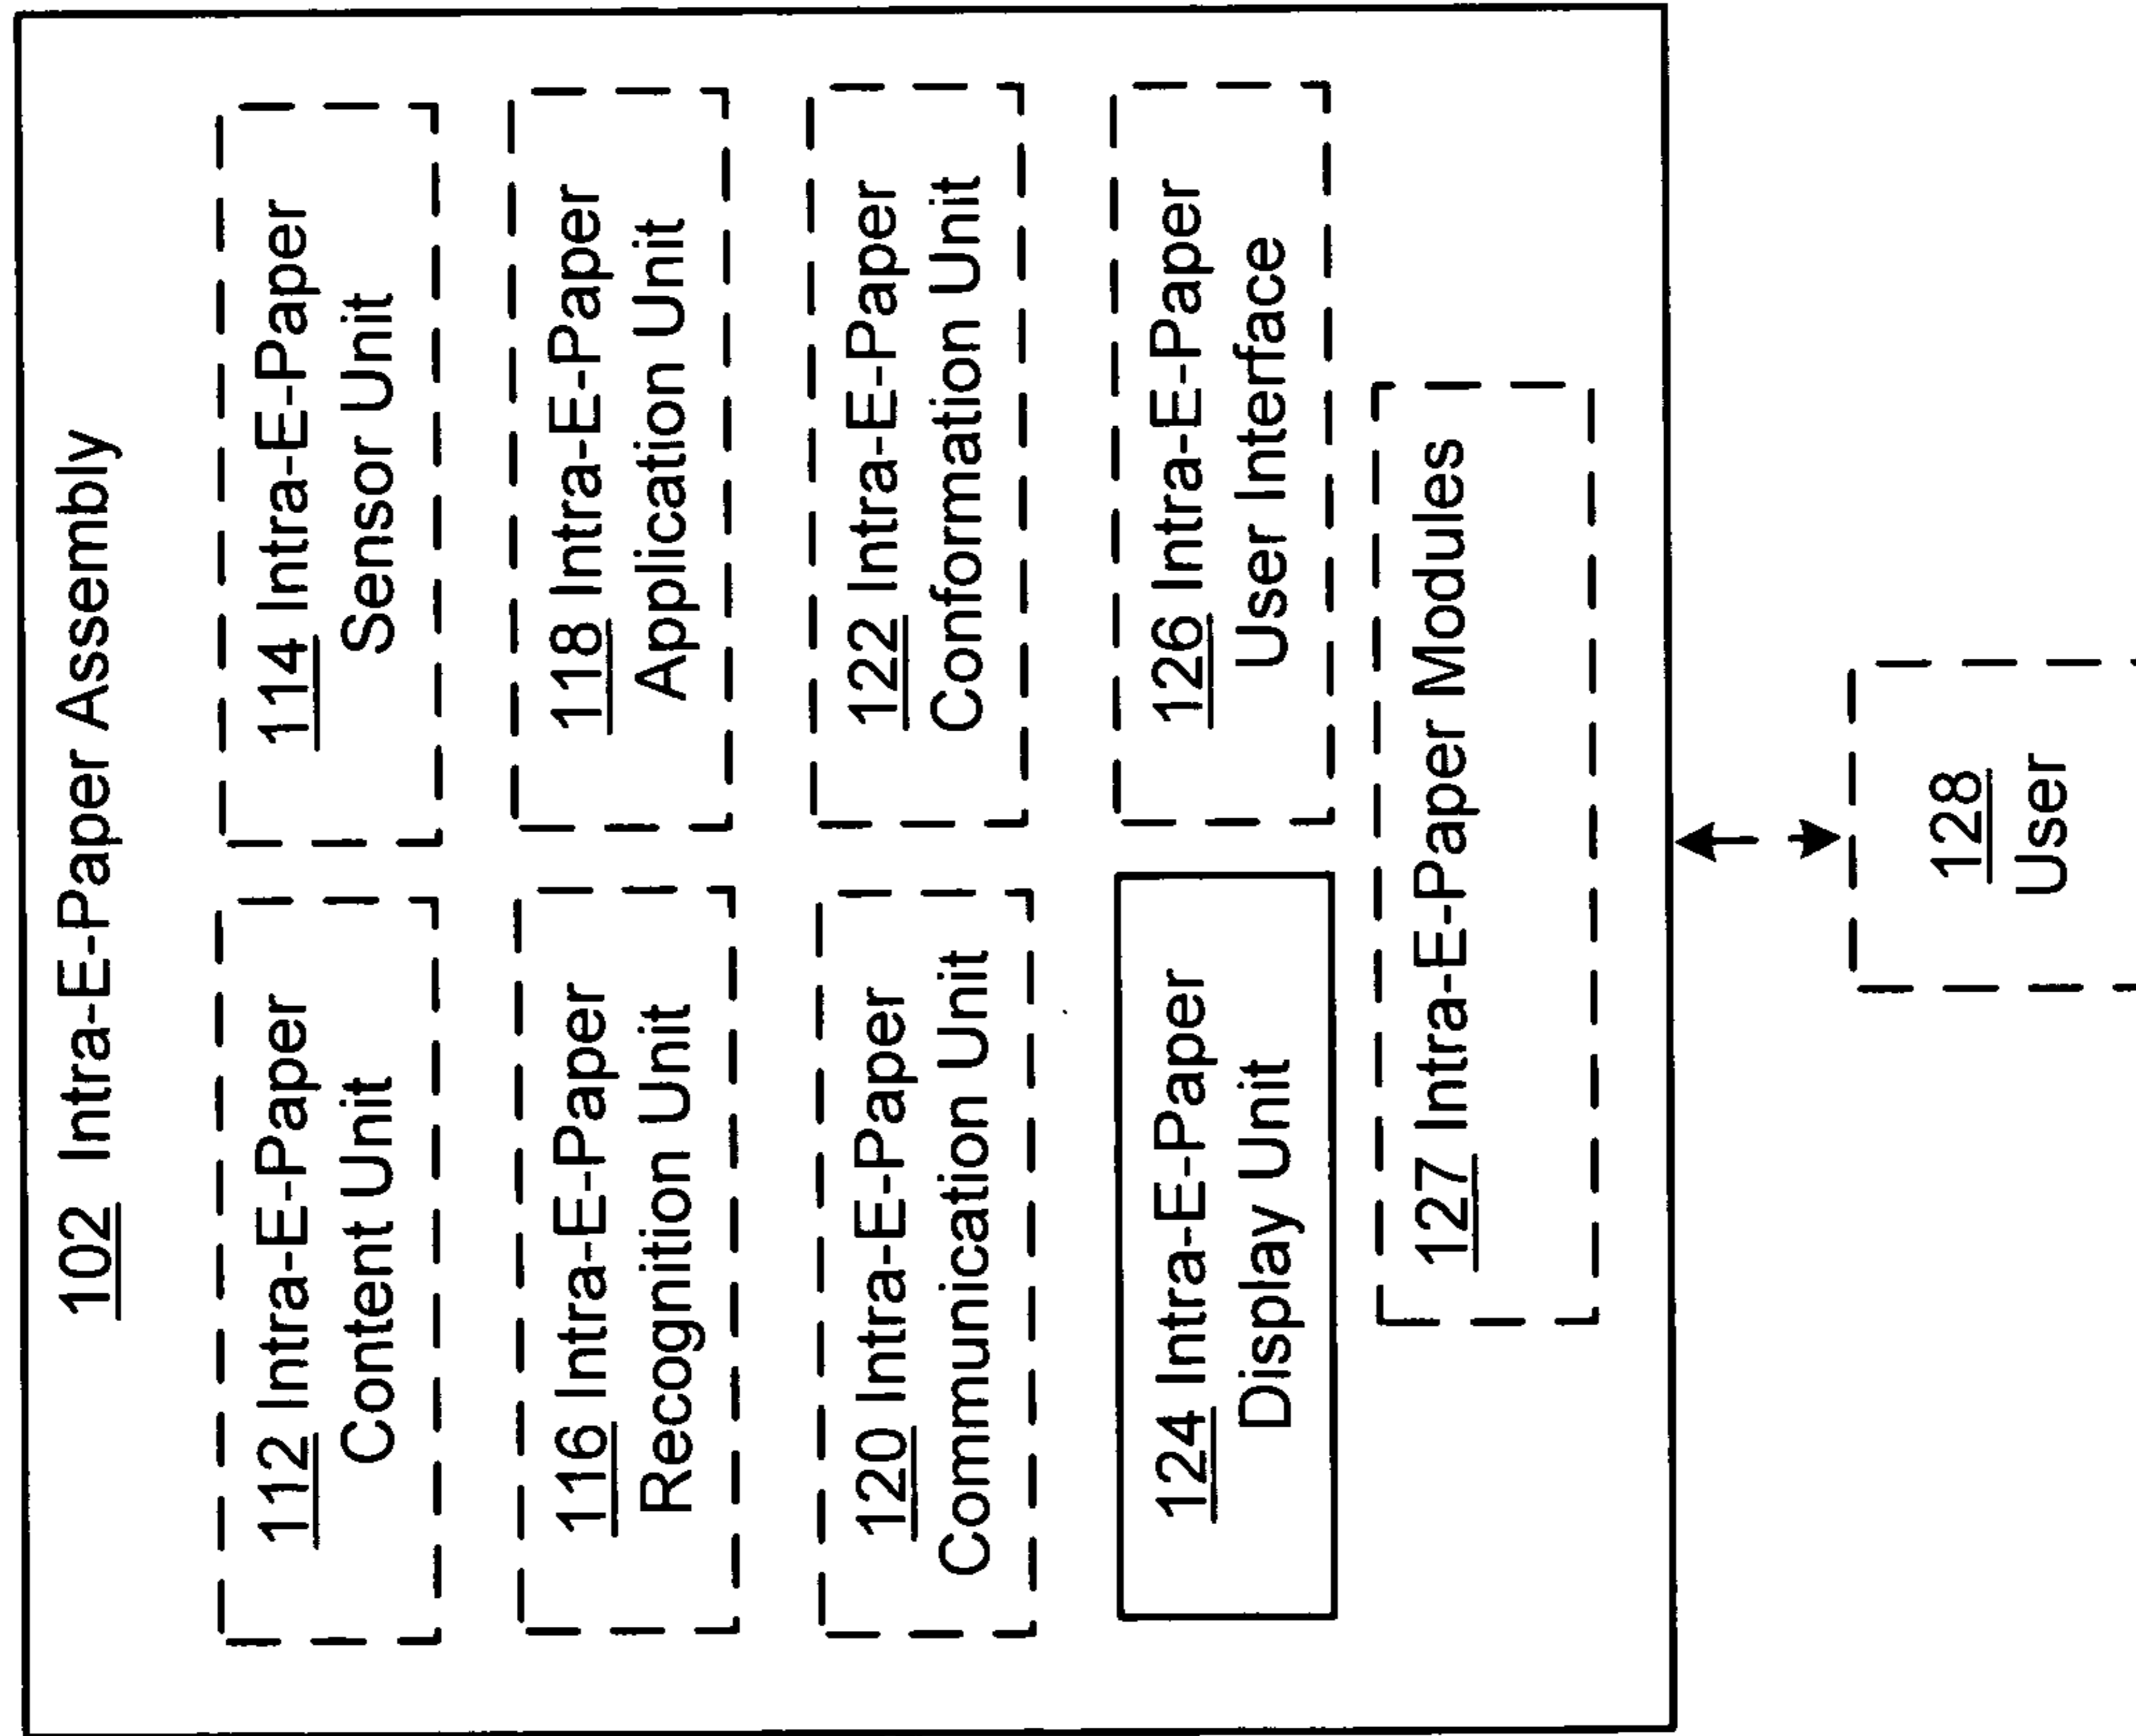 102 Intra-E-Paper Assembly
112 Intra-E-Paper
Content Unit
114 Intra-E-Paper
Sensor Unit
116 Intra-E-Paper
Recognition Unit
118 Intra-E-Paper
Application Unit
120 Intra-E-Paper
Communication Unit
122 Intra-E-Paper
Conformation Unit
124 Intra-E-Paper
Display Unit
126 Intra-E-Paper
User Interface
127 Intra-E-Paper Modules
128
User